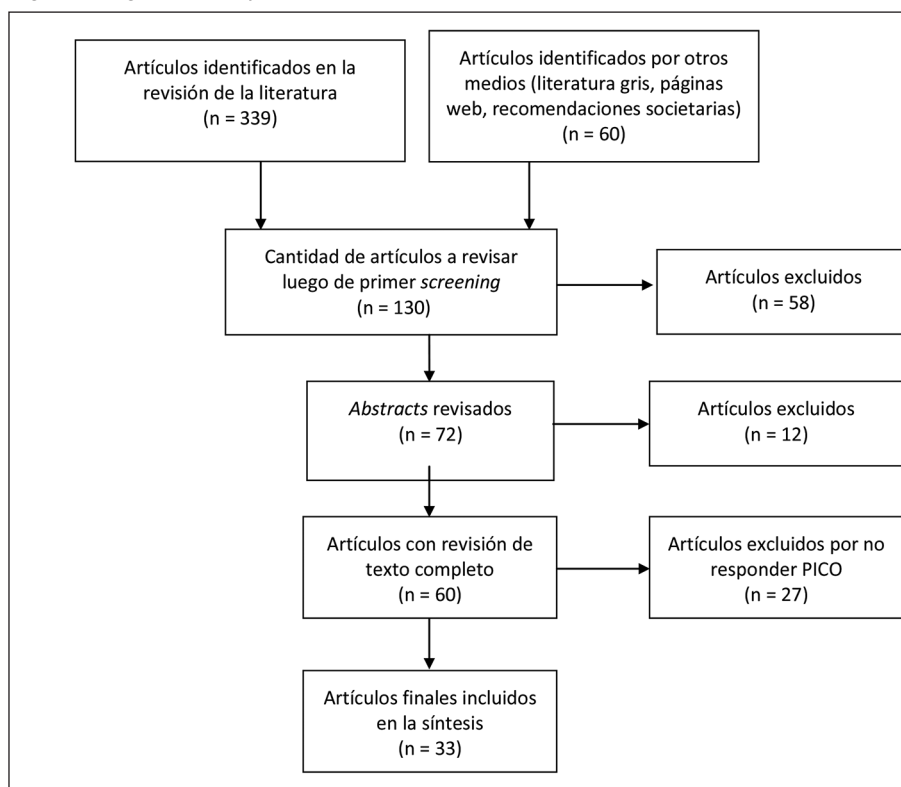 Artículos identificados en la
revisión de la literatura
(n = 339)
Artículos identificados por otros
medios (literatura gris, páginas
web, recomendaciones societarias)
(n = 60)
Cantidad de artículos a revisar
luego de primer screening
(n = 130)
Artículos excluidos
(n = 58)
Abstracts revisados
(n = 72)
Artículos excluidos
(n = 12)
Artículos con revisión de
texto completo
(n = 60)
Artículos excluidos por no
responder PICO
(n = 27)
Artículos finales incluidos
en la síntesis
(n = 33)